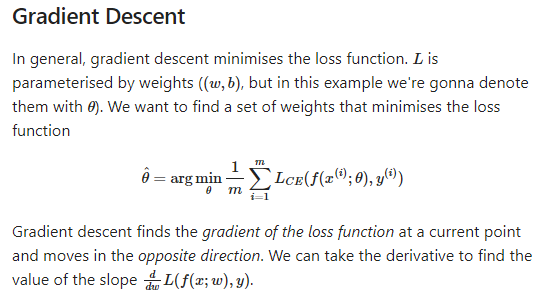 Gradient Descent
In general, gradient descent minimises the loss function. L is
parameterised by weights ((w, b), but in this example we're gonna denote
them with θ). We want to find a set of weights that minimises the loss
function
θ̂ = arg min_θ 1/m ∑_{i=1}^{m} L_{CE}(f(x^{(i)}; θ), y^{(i)})
Gradient descent finds the gradient of the loss function at a current point
and moves in the opposite direction. We can take the derivative to find the
value of the slope d/dw L(f(x; w), y).